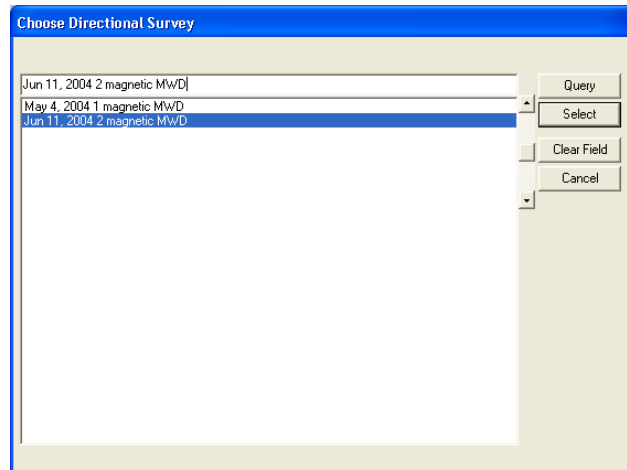 Choose Directional Survey
Jun 11, 2004 2 magnetic MWD
Query
May 4, 2004 1 magnetic MWD
Jun 11, 2004 2 magnetic MWD
Select
Clear Field
Cancel